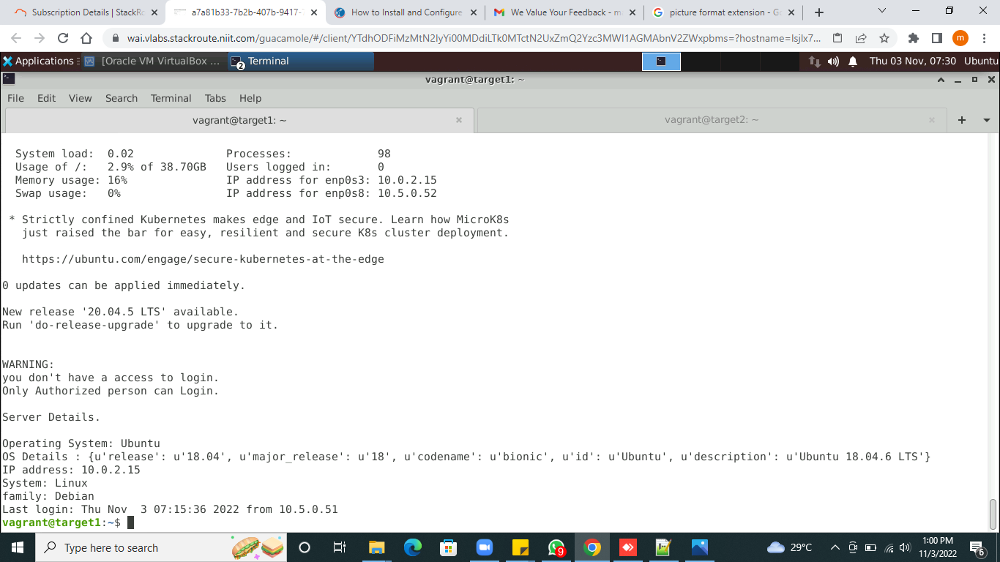 Subscription Details | StackRo
a7a81b33-7b2b-407b-9417-
How to Install and Configure
We Value Your Feedback - m
picture format extension - Go
wai.vlabs.stackroute.niit.com/guacamole/#/client/YTdhODFiMzMtN2IyYi00MDdiLTk0MTctN2UxZmQ2Yzc3MWI1AGMAbnV2ZWxpbms=?hostname=lsjlx7...
m
Applications
[Oracle VM VirtualBox ...
2
Terminal
Thu 03 Nov, 07:30 Ubuntu
vagrant@target1: ~
File Edit View Search Terminal Tabs Help
vagrant@target1: ~
vagrant@target2: ~
System load: 0.02 Processes: 98
Usage of /: 2.9% of 38.70GB Users logged in: 0
Memory usage: 16% IP address for enp0s3: 10.0.2.15
Swap usage: 0% IP address for enp0s8: 10.5.0.52
* Strictly confined Kubernetes makes edge and IoT secure. Learn how MicroK8s
just raised the bar for easy, resilient and secure K8s cluster deployment.
https://ubuntu.com/engage/secure-kubernetes-at-the-edge
0 updates can be applied immediately.
New release '20.04.5 LTS' available.
Run 'do-release-upgrade' to upgrade to it.
WARNING:
you don't have a access to login.
Only Authorized person can Login.
Server Details.
Operating System: Ubuntu
OS Details : {u'release': u'18.04', u'major_release': u'18', u'codename': u'bionic', u'id': u'Ubuntu', u'description': u'Ubuntu 18.04.6 LTS'}
IP address: 10.0.2.15
System: Linux
family: Debian
Last login: Thu Nov  3 07:15:36 2022 from 10.5.0.51
vagrant@target1:~$
Type here to search
9
29°C
1:00 PM
11/3/2022
6